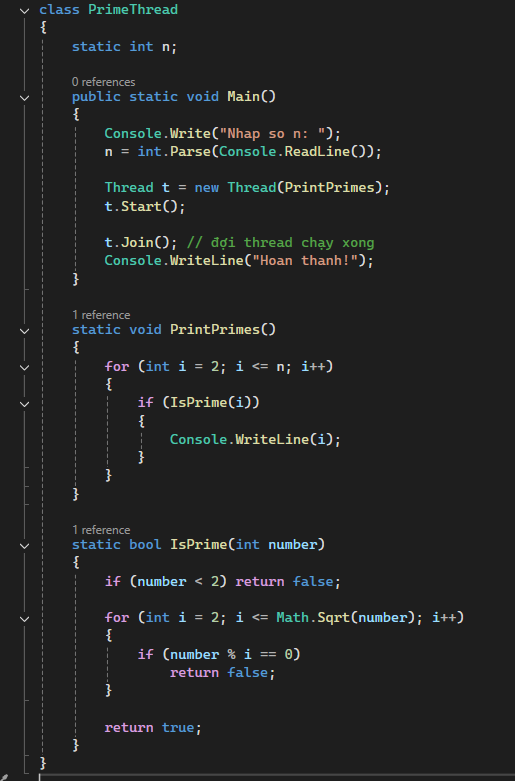 class PrimeThread
{
static int n;
0 references
public static void Main()
{
Console.Write("Nhap so n: ");
n = int.Parse(Console.ReadLine());
Thread t = new Thread(PrintPrimes);
t.Start();
t.Join(); // đợi thread chạy xong
Console.WriteLine("Hoan thanh!");
}
1 reference
static void PrintPrimes()
{
for (int i = 2; i <= n; i++)
{
if (IsPrime(i))
{
Console.WriteLine(i);
}
}
}
1 reference
static bool IsPrime(int number)
{
if (number < 2) return false;
for (int i = 2; i <= Math.Sqrt(number); i++)
{
if (number % i == 0)
return false;
}
return true;
}
}